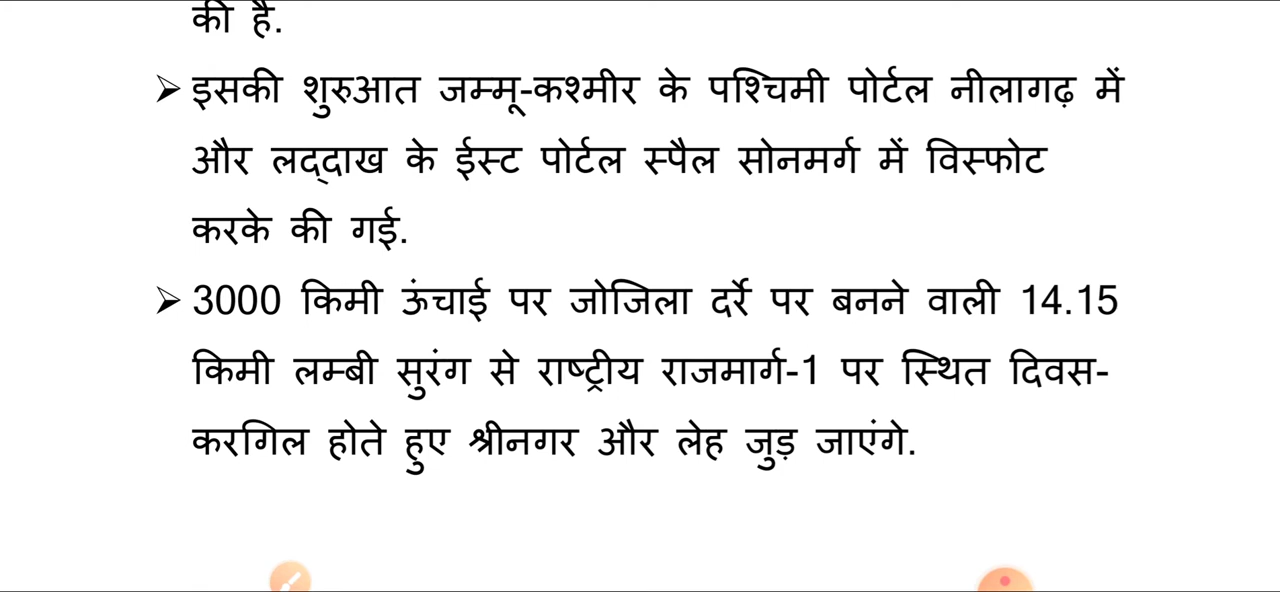 की है.
➢ इसकी शुरुआत जम्मू-कश्मीर के पश्चिमी पोर्टल नीलागढ़ में
और लद्दाख के ईस्ट पोर्टल स्पैल सोनमर्ग में विस्फोट
करके की गई.
➢ 3000 किमी ऊंचाई पर जोजिला दर्रे पर बनने वाली 14.15
किमी लम्बी सुरंग से राष्ट्रीय राजमार्ग-1 पर स्थित दिवस-
करगिल होते हुए श्रीनगर और लेह जुड़ जाएंगे.